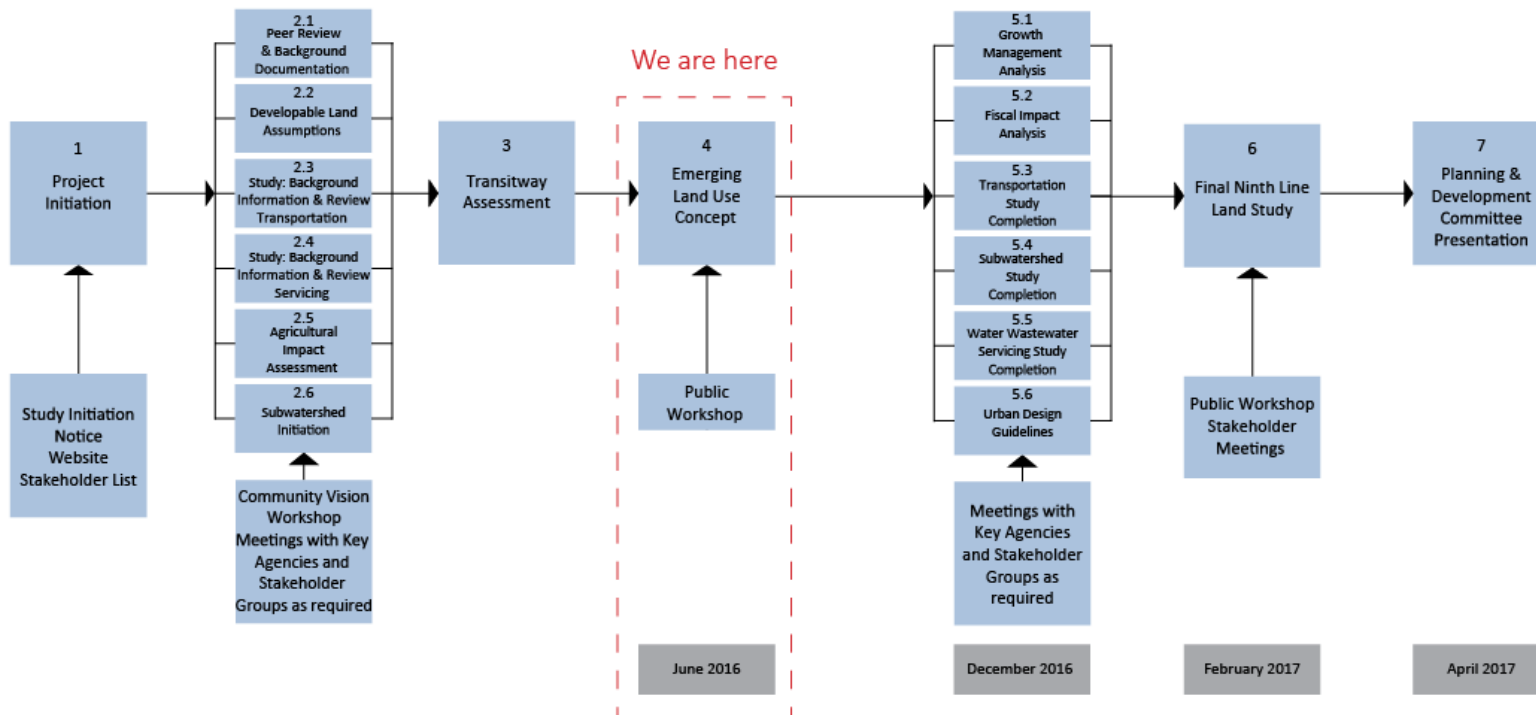 We are here
1
Project
Initiation
Study Initiation
Notice
Website
Stakeholder List
2.1
Peer Review
& Background
Documentation
2.2
Developable Land
Assumptions
2.3
Study: Background
Information & Review
Transportation
2.4
Study: Background
Information & Review
Servicing
2.5
Agricultural
Impact
Assessment
2.6
Subwatershed
Initiation
Community Vision
Workshop
Meetings with Key
Agencies and
Stakeholder
Groups as required
3
Transitway
Assessment
4
Emerging
Land Use
Concept
Public
Workshop
June 2016
5.1
Growth
Management
Analysis
5.2
Fiscal Impact
Analysis
5.3
Transportation
Study
Completion
5.4
Subwatershed
Study
Completion
5.5
Water Wastewater
Servicing Study
Completion
5.6
Urban Design
Guidelines
Meetings with
Key Agencies
and Stakeholder
Groups as
required
December 2016
6
Final Ninth Line
Land Study
Public Workshop
Stakeholder
Meetings
February 2017
7
Planning &
Development
Committee
Presentation
April 2017